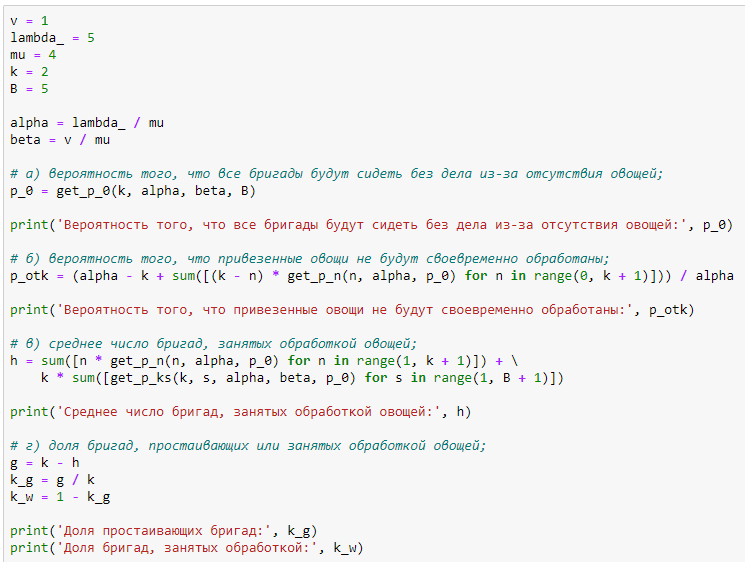 v = 1
lambda_ = 5
mu = 4
k = 2
B = 5
alpha = lambda_ / mu
beta = v / mu
# а) вероятность того, что все бригады будут сидеть без дела из-за отсутствия овощей;
p_0 = get_p_0(k, alpha, beta, B)
print('Вероятность того, что все бригады будут сидеть без дела из-за отсутствия овощей:', p_0)
# б) вероятность того, что привезенные овощи не будут своевременно обработаны;
p_otk = (alpha - k + sum([(k - n) * get_p_n(n, alpha, p_0) for n in range(0, k + 1)])) / alpha
print('Вероятность того, что привезенные овощи не будут своевременно обработаны:', p_otk)
# в) среднее число бригад, занятых обработкой овощей;
h = sum([n * get_p_n(n, alpha, p_0) for n in range(1, k + 1)]) + \
k * sum([get_p_ks(k, s, alpha, beta, p_0) for s in range(1, B + 1)])
print('Среднее число бригад, занятых обработкой овощей:', h)
# г) доля бригад, простаивающих или занятых обработкой овощей;
g = k - h
k_g = g / k
k_w = 1 - k_g
print('Доля простаивающих бригад:', k_g)
print('Доля бригад, занятых обработкой:', k_w)